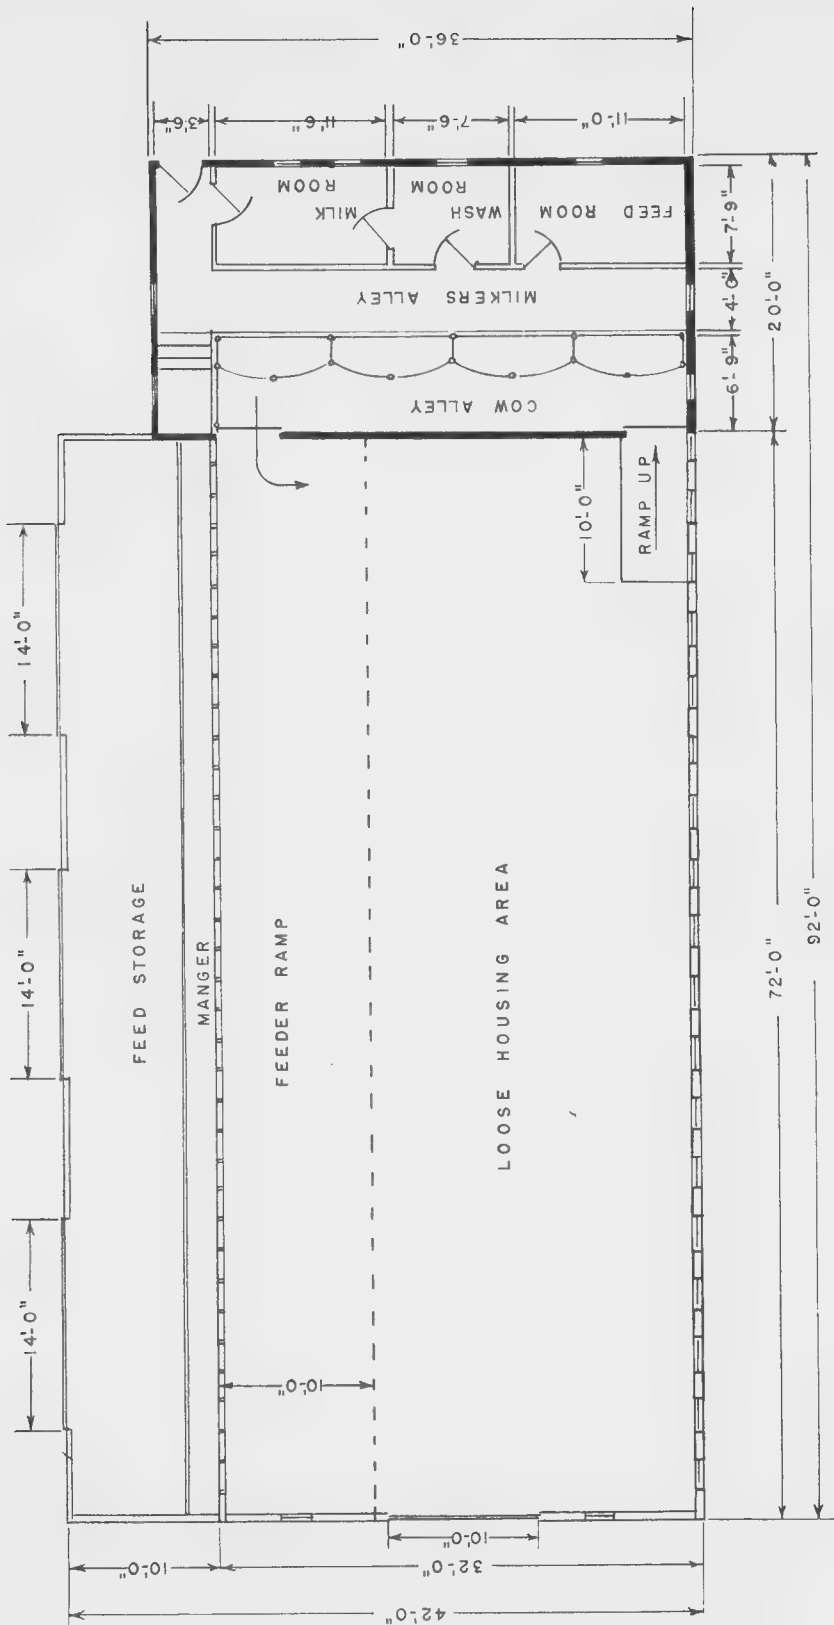 36'-0"
3'6"
11'-6"
7'-6"
11'-0"
MILK ROOM
WASH ROOM
FEED ROOM
7'-9"
MILKERS ALLEY
4'-0"
20'-0"
6'-9"
COW ALLEY
10'-0"
RAMP UP
14'-0"
14'-0"
14'-0"
FEED STORAGE
MANGER
FEEDER RAMP
LOOSE HOUSING AREA
72'-0"
92'-0"
10'-0"
10'-0"
10'-0"
32'-0"
42'-0"